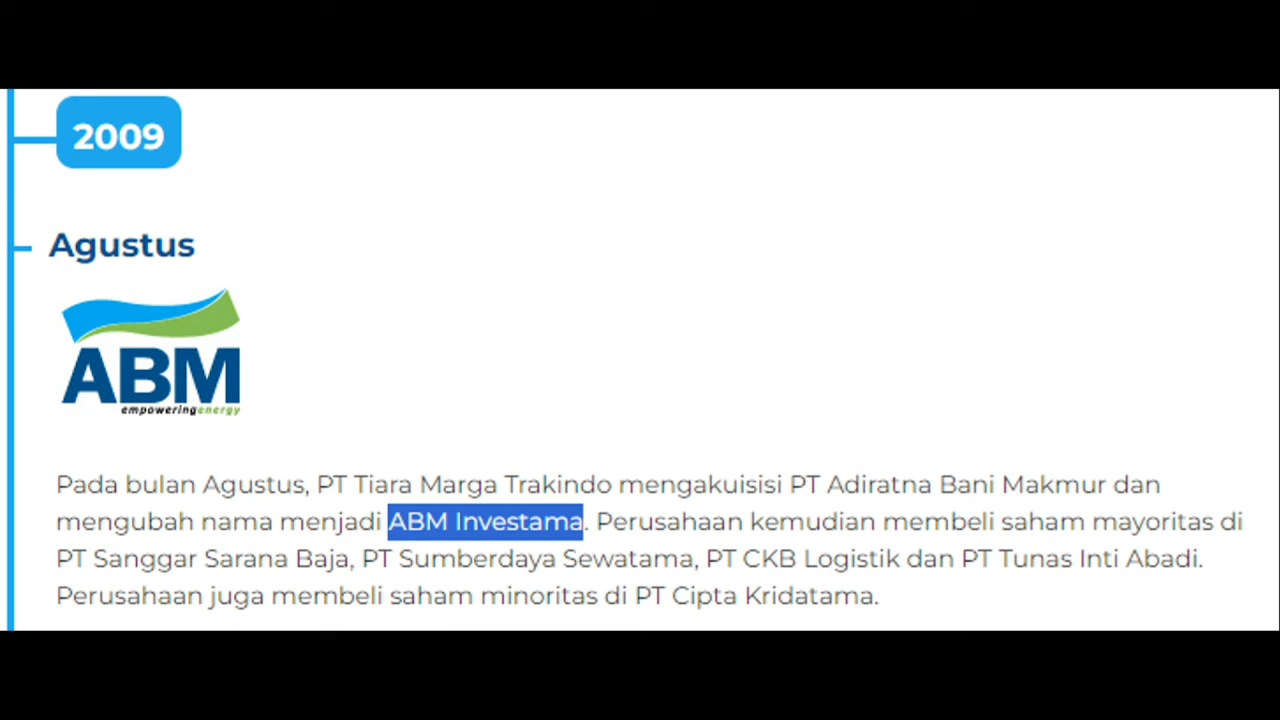 2009
Agustus
ABM
empoweringenergy
Pada bulan Agustus, PT Tiara Marga Trakindo mengakuisisi PT Adiratna Bani Makmur dan
mengubah nama menjadi ABM Investama. Perusahaan kemudian membeli saham mayoritas di
PT Sanggar Sarana Baja, PT Sumberdaya Sewatama, PT CKB Logistik dan PT Tunas Inti Abadi.
Perusahaan juga membeli saham minoritas di PT Cipta Kridatama.